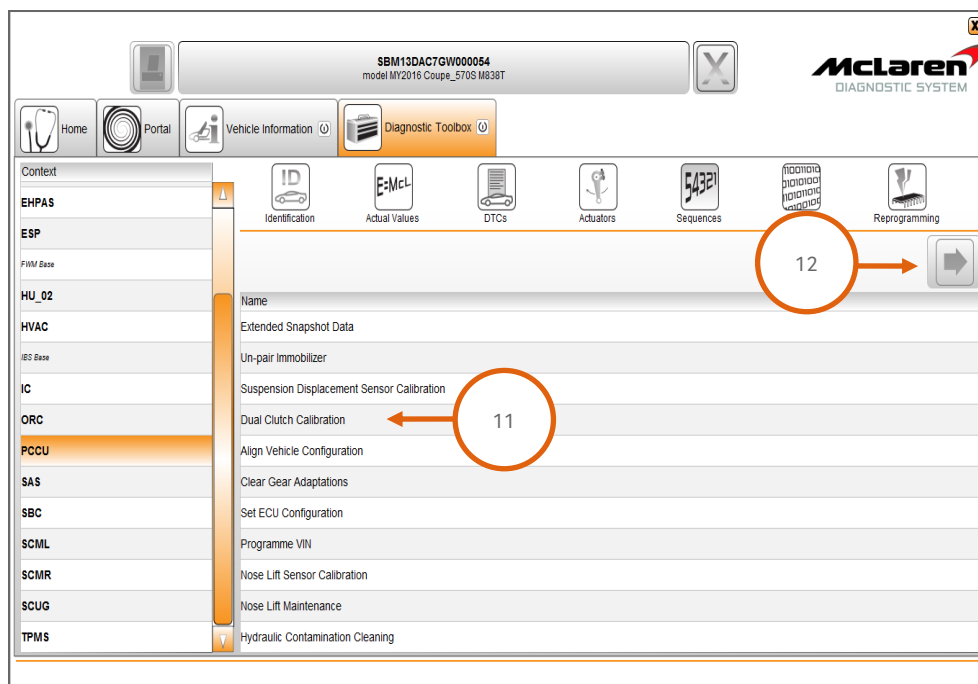 X
SBM13DAC7GW000054
model MY2016 Coupe_570S M838T
X
McLaren
DIAGNOSTIC SYSTEM
Home
Portal
Vehicle Information
Diagnostic Toolbox
Context
EHPAS
ESP
FWM Base
HU_02
HVAC
IBS Base
IC
ORC
PCCU
SAS
SBC
SCML
SCMR
SCUG
TPMS
ID
Identification
E=McL
Actual Values
DTCs
Actuators
54321
Sequences
Reprogramming
12
Name
Extended Snapshot Data
Un-pair Immobilizer
Suspension Displacement Sensor Calibration
Dual Clutch Calibration
11
Align Vehicle Configuration
Clear Gear Adaptations
Set ECU Configuration
Programme VIN
Nose Lift Sensor Calibration
Nose Lift Maintenance
Hydraulic Contamination Cleaning